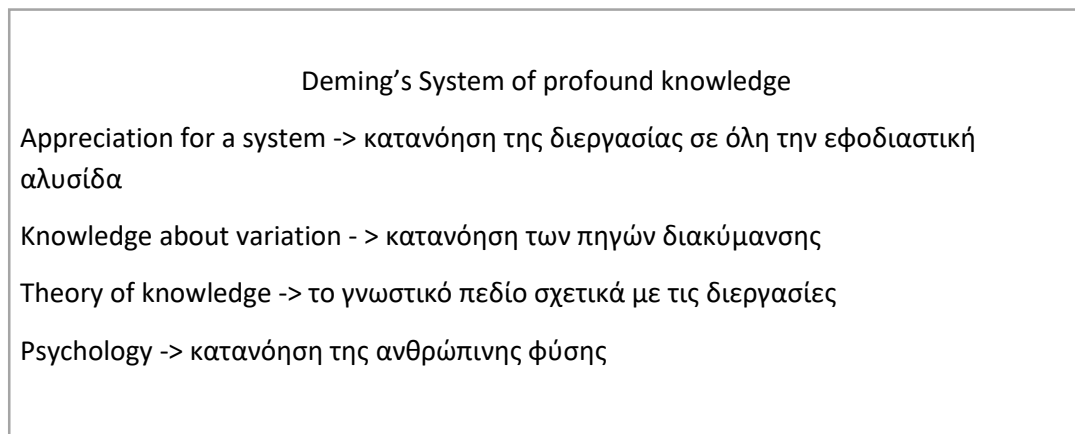 Deming’s System of profound knowledge
Appreciation for a system -> κατανόηση της διεργασίας σε όλη την εφοδιαστική
αλυσίδα
Knowledge about variation - > κατανόηση των πηγών διακύμανσης
Theory of knowledge -> το γνωστικό πεδίο σχετικά με τις διεργασίες
Psychology -> κατανόηση της ανθρώπινης φύσης